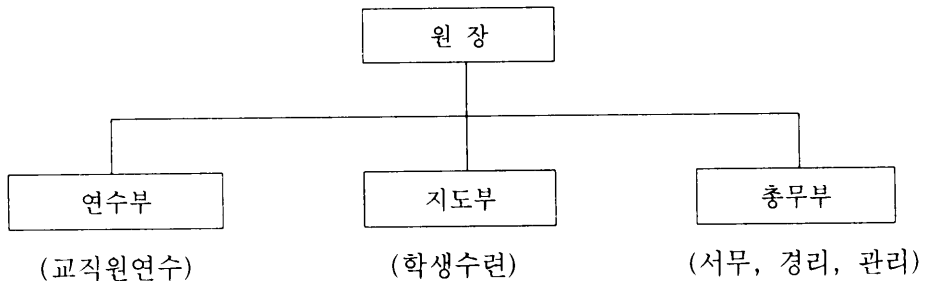 원 장
연수부 지도부 총무부
(교직원연수) (학생수련) (서무, 경리, 관리)